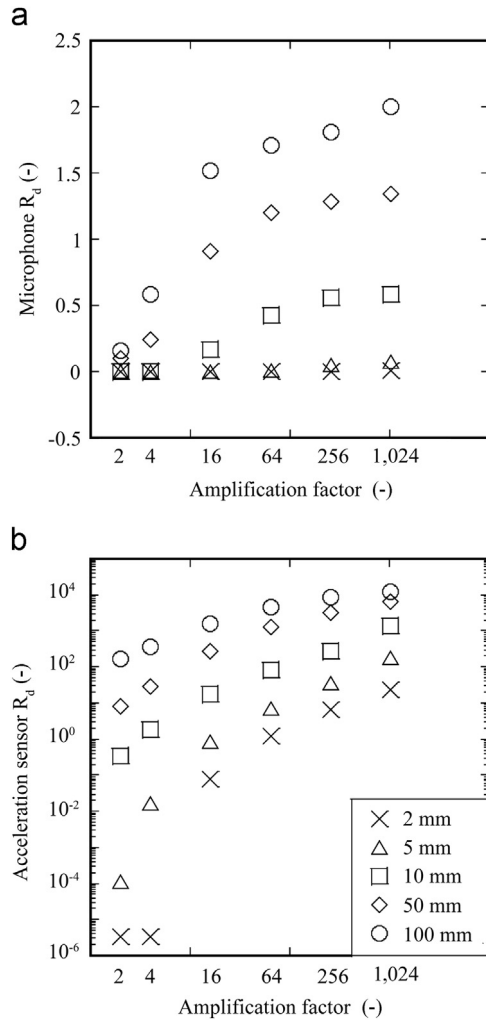 a
2.5
2
1.5
1
0.5
0
-0.5
Microphone R_d (-)
2 4 16 64 256 1,024
Amplification factor (-)
b
10^4
10^2
10^0
10^-2
10^-4
10^-6
Acceleration sensor R_d (-)
2 mm
5 mm
10 mm
50 mm
100 mm
2 4 16 64 256 1,024
Amplification factor (-)